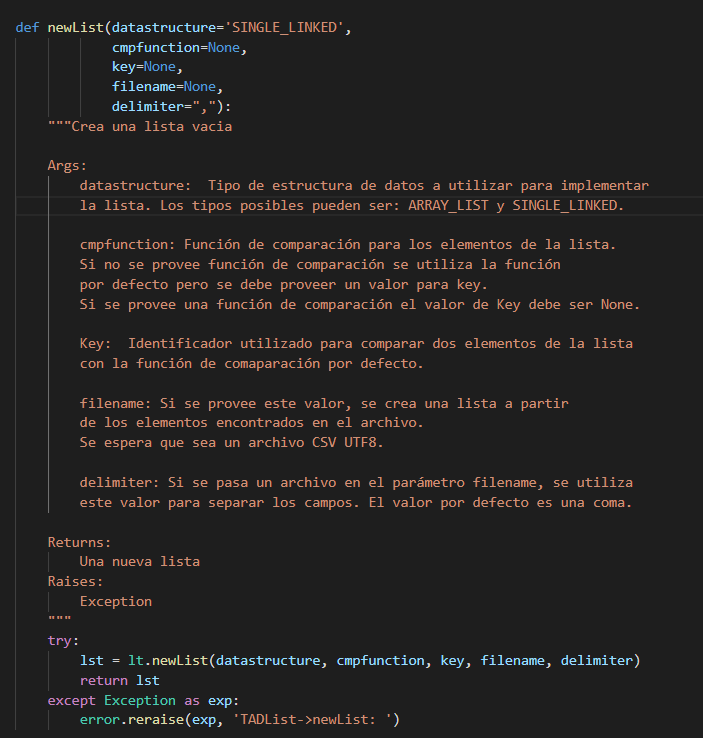 def newList(datastructure='SINGLE_LINKED',
            cmpfunction=None,
            key=None,
            filename=None,
            delimiter=","):
    """Crea una lista vacia

    Args:
        datastructure:  Tipo de estructura de datos a utilizar para implementar
        la lista. Los tipos posibles pueden ser: ARRAY_LIST y SINGLE_LINKED.

        cmpfunction: Función de comparación para los elementos de la lista.
        Si no se provee función de comparación se utiliza la función
        por defecto pero se debe proveer un valor para key.
        Si se provee una función de comparación el valor de Key debe ser None.

        Key:  Identificador utilizado para comparar dos elementos de la lista
        con la función de comaparación por defecto.

        filename: Si se provee este valor, se crea una lista a partir
        de los elementos encontrados en el archivo.
        Se espera que sea un archivo CSV UTF8.

        delimiter: Si se pasa un archivo en el parámetro filename, se utiliza
        este valor para separar los campos. El valor por defecto es una coma.

    Returns:
        Una nueva lista
    Raises:
        Exception
    """
    try:
        lst = lt.newList(datastructure, cmpfunction, key, filename, delimiter)
        return lst
    except Exception as exp:
        error.reraise(exp, 'TADList->newList: ')